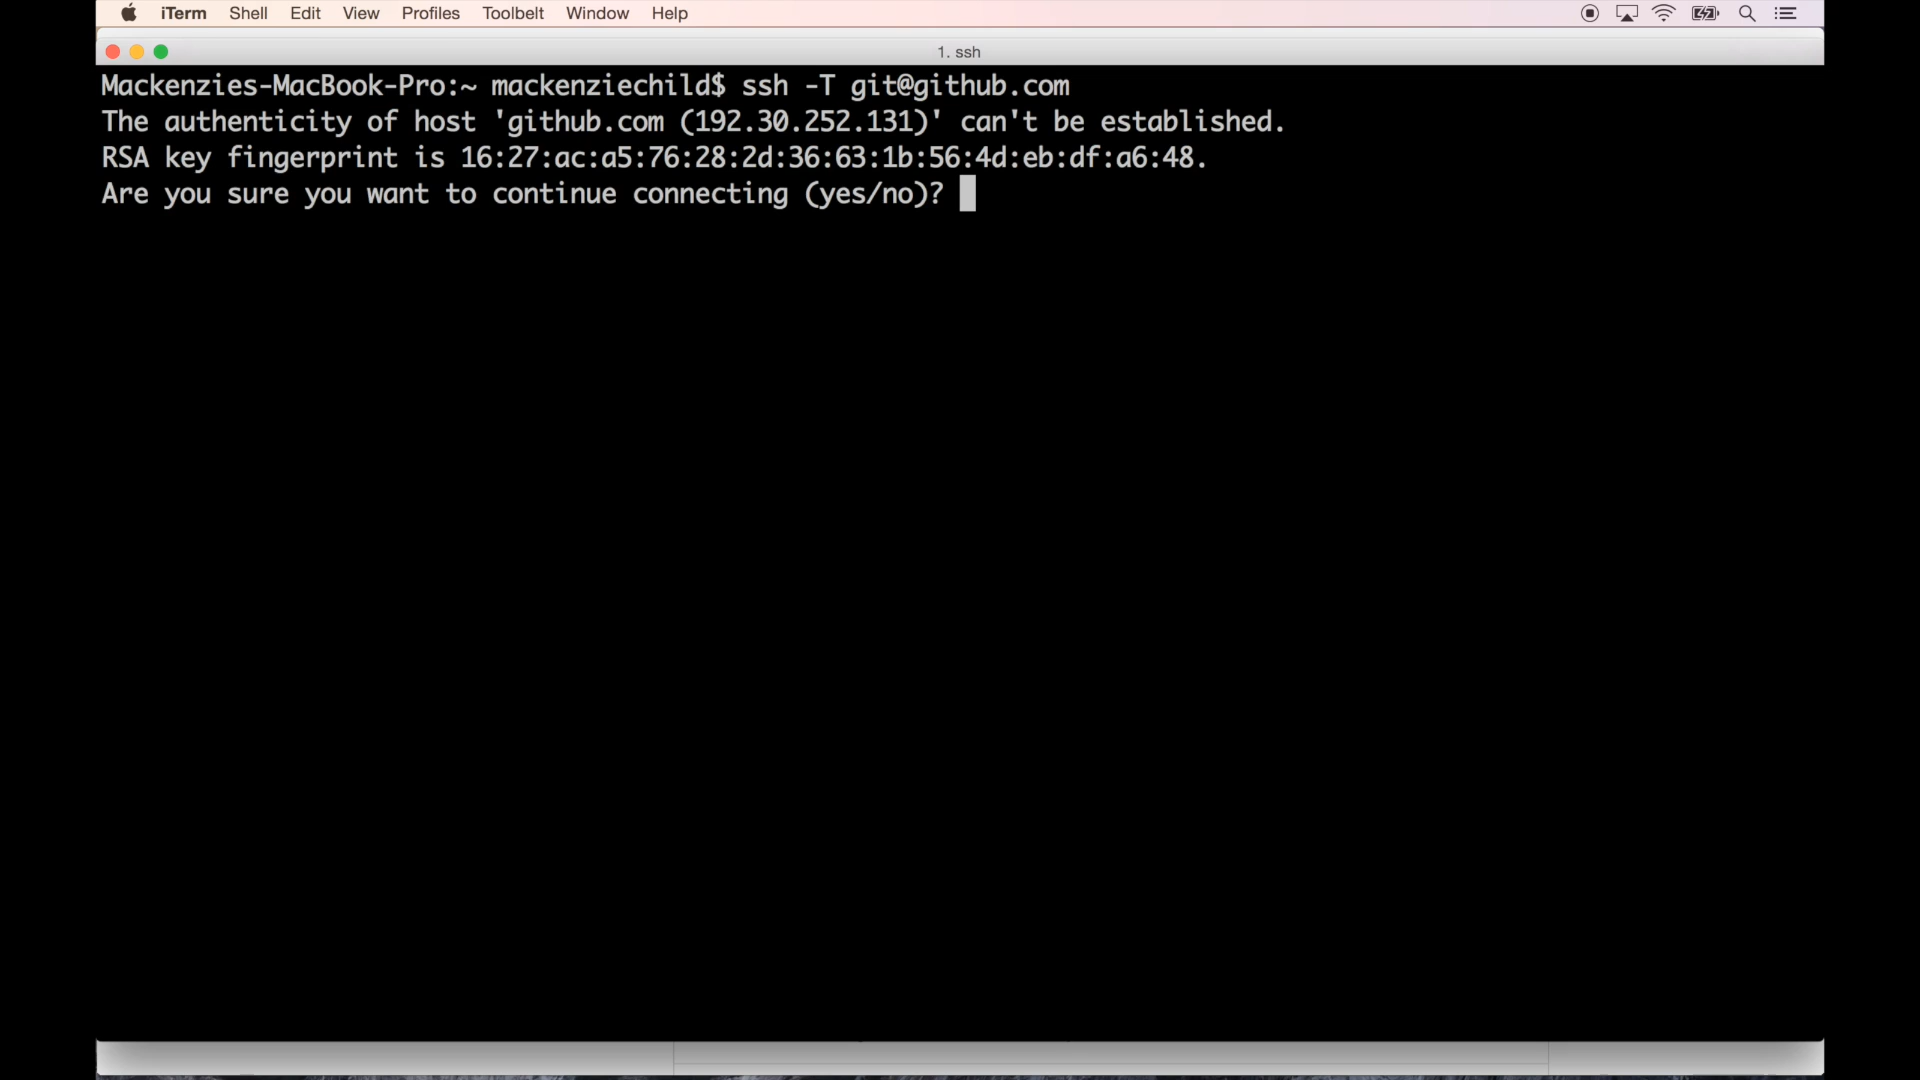 iTerm Shell Edit View Profiles Toolbelt Window Help
1. ssh
Mackenzies-MacBook-Pro:~ mackenziechild$ ssh -T git@github.com
The authenticity of host 'github.com (192.30.252.131)' can't be established.
RSA key fingerprint is 16:27:ac:a5:76:28:2d:36:63:1b:56:4d:eb:df:a6:48.
Are you sure you want to continue connecting (yes/no)?